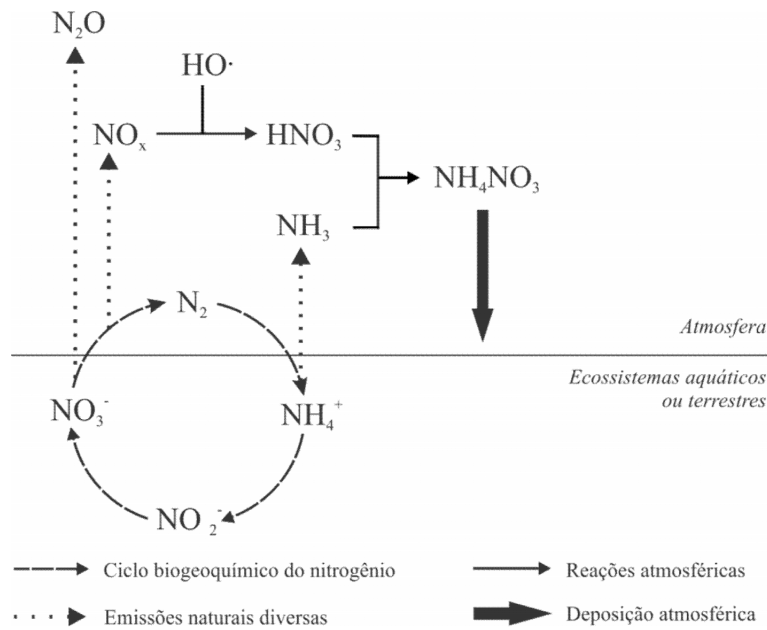 N₂O
HO·
NOₓ
HNO₃
NH₄NO₃
NH₃
N₂
Atmosfera
Ecossistemas aquáticos
ou terrestres
NO₃⁻
NH₄⁺
NO₂⁻
Ciclo biogeoquímico do nitrogênio
Reações atmosféricas
Emissões naturais diversas
Deposição atmosférica